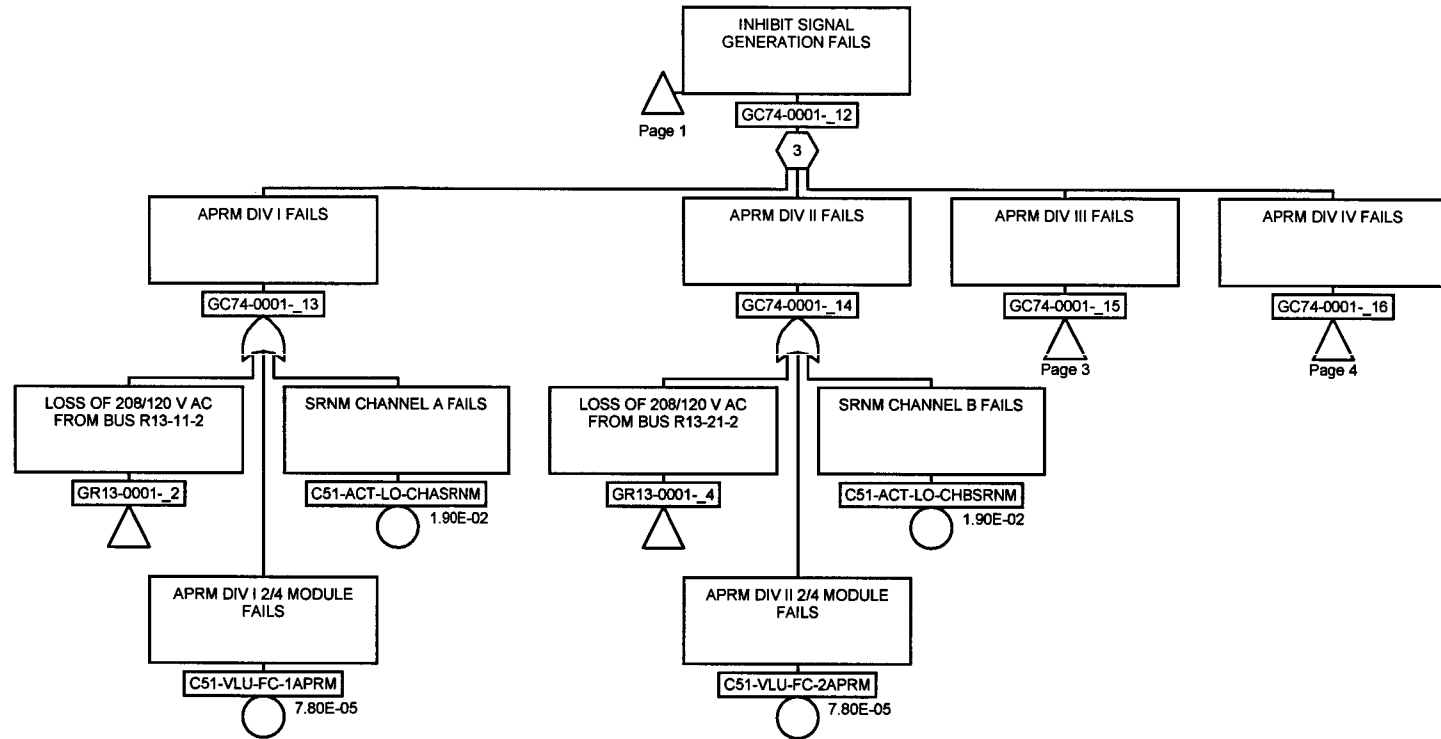 INHIBIT SIGNAL
GENERATION FAILS
Page 1
GC74-0001-_12
3
APRM DIV I FAILS
APRM DIV II FAILS
APRM DIV III FAILS
APRM DIV IV FAILS
GC74-0001-_13
GC74-0001-_14
GC74-0001-_15
GC74-0001-_16
Page 3
Page 4
LOSS OF 208/120 V AC
FROM BUS R13-11-2
SRNM CHANNEL A FAILS
LOSS OF 208/120 V AC
FROM BUS R13-21-2
SRNM CHANNEL B FAILS
GR13-0001-_2
C51-ACT-LO-CHASRNM
1.90E-02
GR13-0001-_4
C51-ACT-LO-CHBSRNM
1.90E-02
APRM DIV I 2/4 MODULE
FAILS
APRM DIV II 2/4 MODULE
FAILS
C51-VLU-FC-1APRM
7.80E-05
C51-VLU-FC-2APRM
7.80E-05